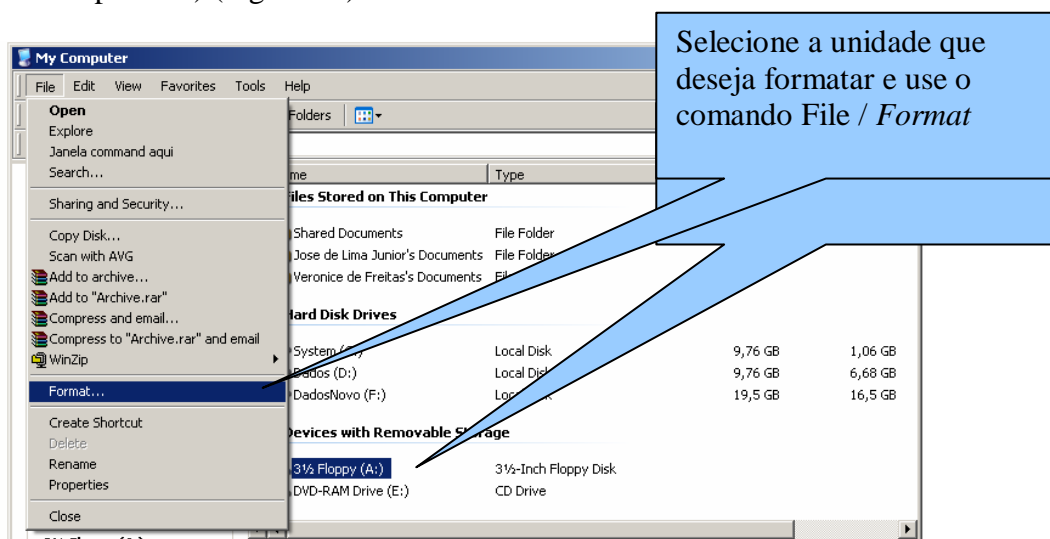 Selecione a unidade que
deseja formatar e use o
comando File / Format
My Computer
File Edit View Favorites Tools Help
Folders
Open
Explore
Janela command aqui
Search...
Sharing and Security...
Copy Disk...
Scan with AVG
Add to archive...
Add to "Archive.rar"
Compress and email...
Compress to "Archive.rar" and email
WinZip
Format...
Create Shortcut
Delete
Rename
Properties
Close
Type
Files Stored on This Computer
Shared Documents File Folder
Jose de Lima Junior's Documents File Folder
Veronice de Freitas's Documents
Hard Disk Drives
System Local Disk 9,76 GB 1,06 GB
Dados (D:) Local Disk 9,76 GB 6,68 GB
DadosNovo (F:) Local Disk 19,5 GB 16,5 GB
Devices with Removable Storage
3½ Floppy (A:) 3½-Inch Floppy Disk
DVD-RAM Drive (E:) CD Drive